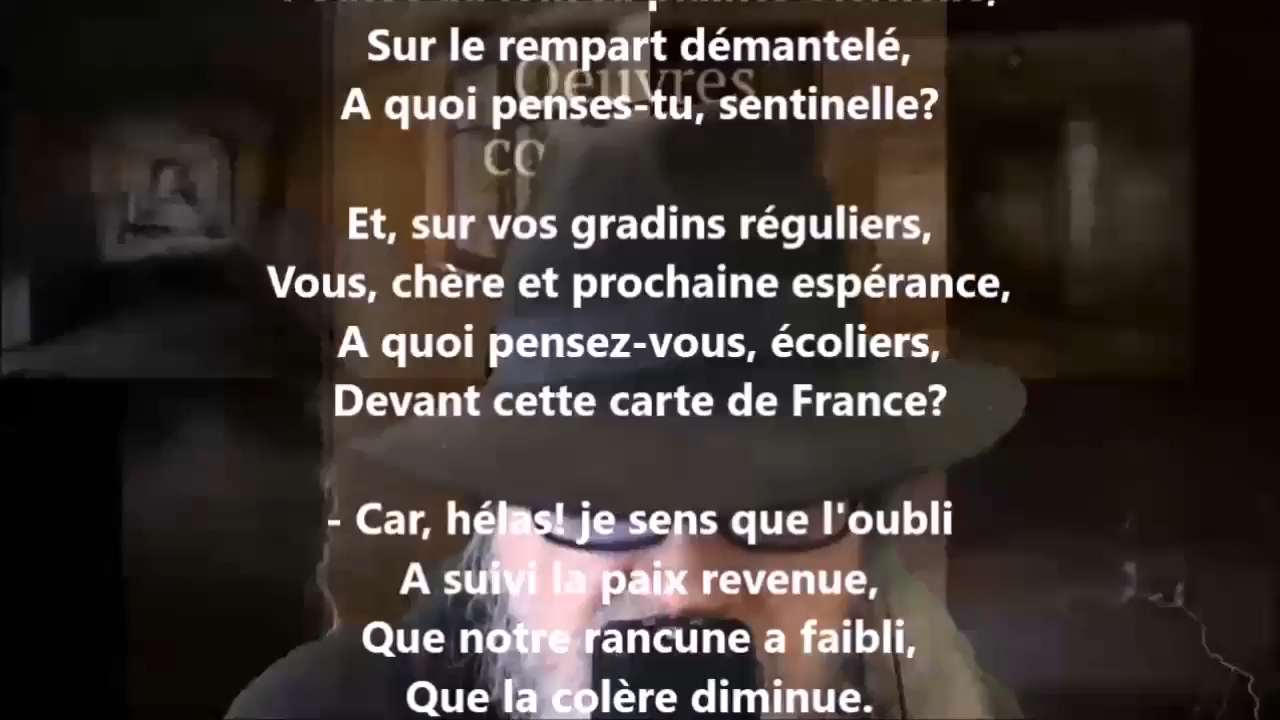 Sur le rempart démantelé,
Oeuvres
A quoi penses-tu, sentinelle?
co
Et, sur vos gradins réguliers,
Vous, chère et prochaine espérance,
A quoi pensez-vous, écoliers,
Devant cette carte de France?
- Car, hélas! je sens que l'oubli
A suivi la paix revenue,
Que notre rancune a faibli,
Que la colère diminue.